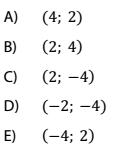 A) (4; 2)
B) (2; 4)
C) (2; −4)
D) (−2; −4)
E) (−4; 2)